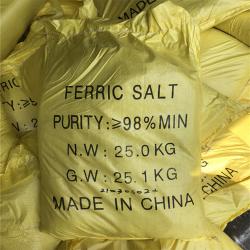 FERRIC SALT
PURITY:≥98%MIN
N.W: 25.0KG
G.W: 25.1KG
MADE IN CHINA